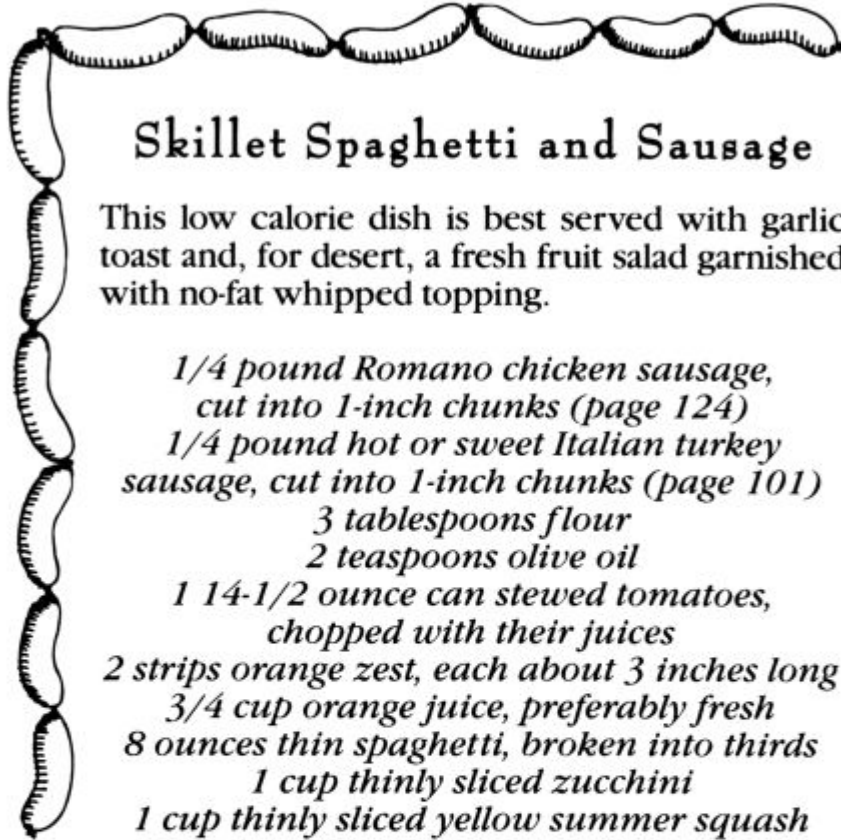 Skillet Spaghetti and Sausage
This low calorie dish is best served with garlic
toast and, for desert, a fresh fruit salad garnished
with no-fat whipped topping.
1/4 pound Romano chicken sausage,
cut into 1-inch chunks (page 124)
1/4 pound hot or sweet Italian turkey
sausage, cut into 1-inch chunks (page 101)
3 tablespoons flour
2 teaspoons olive oil
1 14-1/2 ounce can stewed tomatoes,
chopped with their juices
2 strips orange zest, each about 3 inches long
3/4 cup orange juice, preferably fresh
8 ounces thin spaghetti, broken into thirds
1 cup thinly sliced zucchini
1 cup thinly sliced yellow summer squash